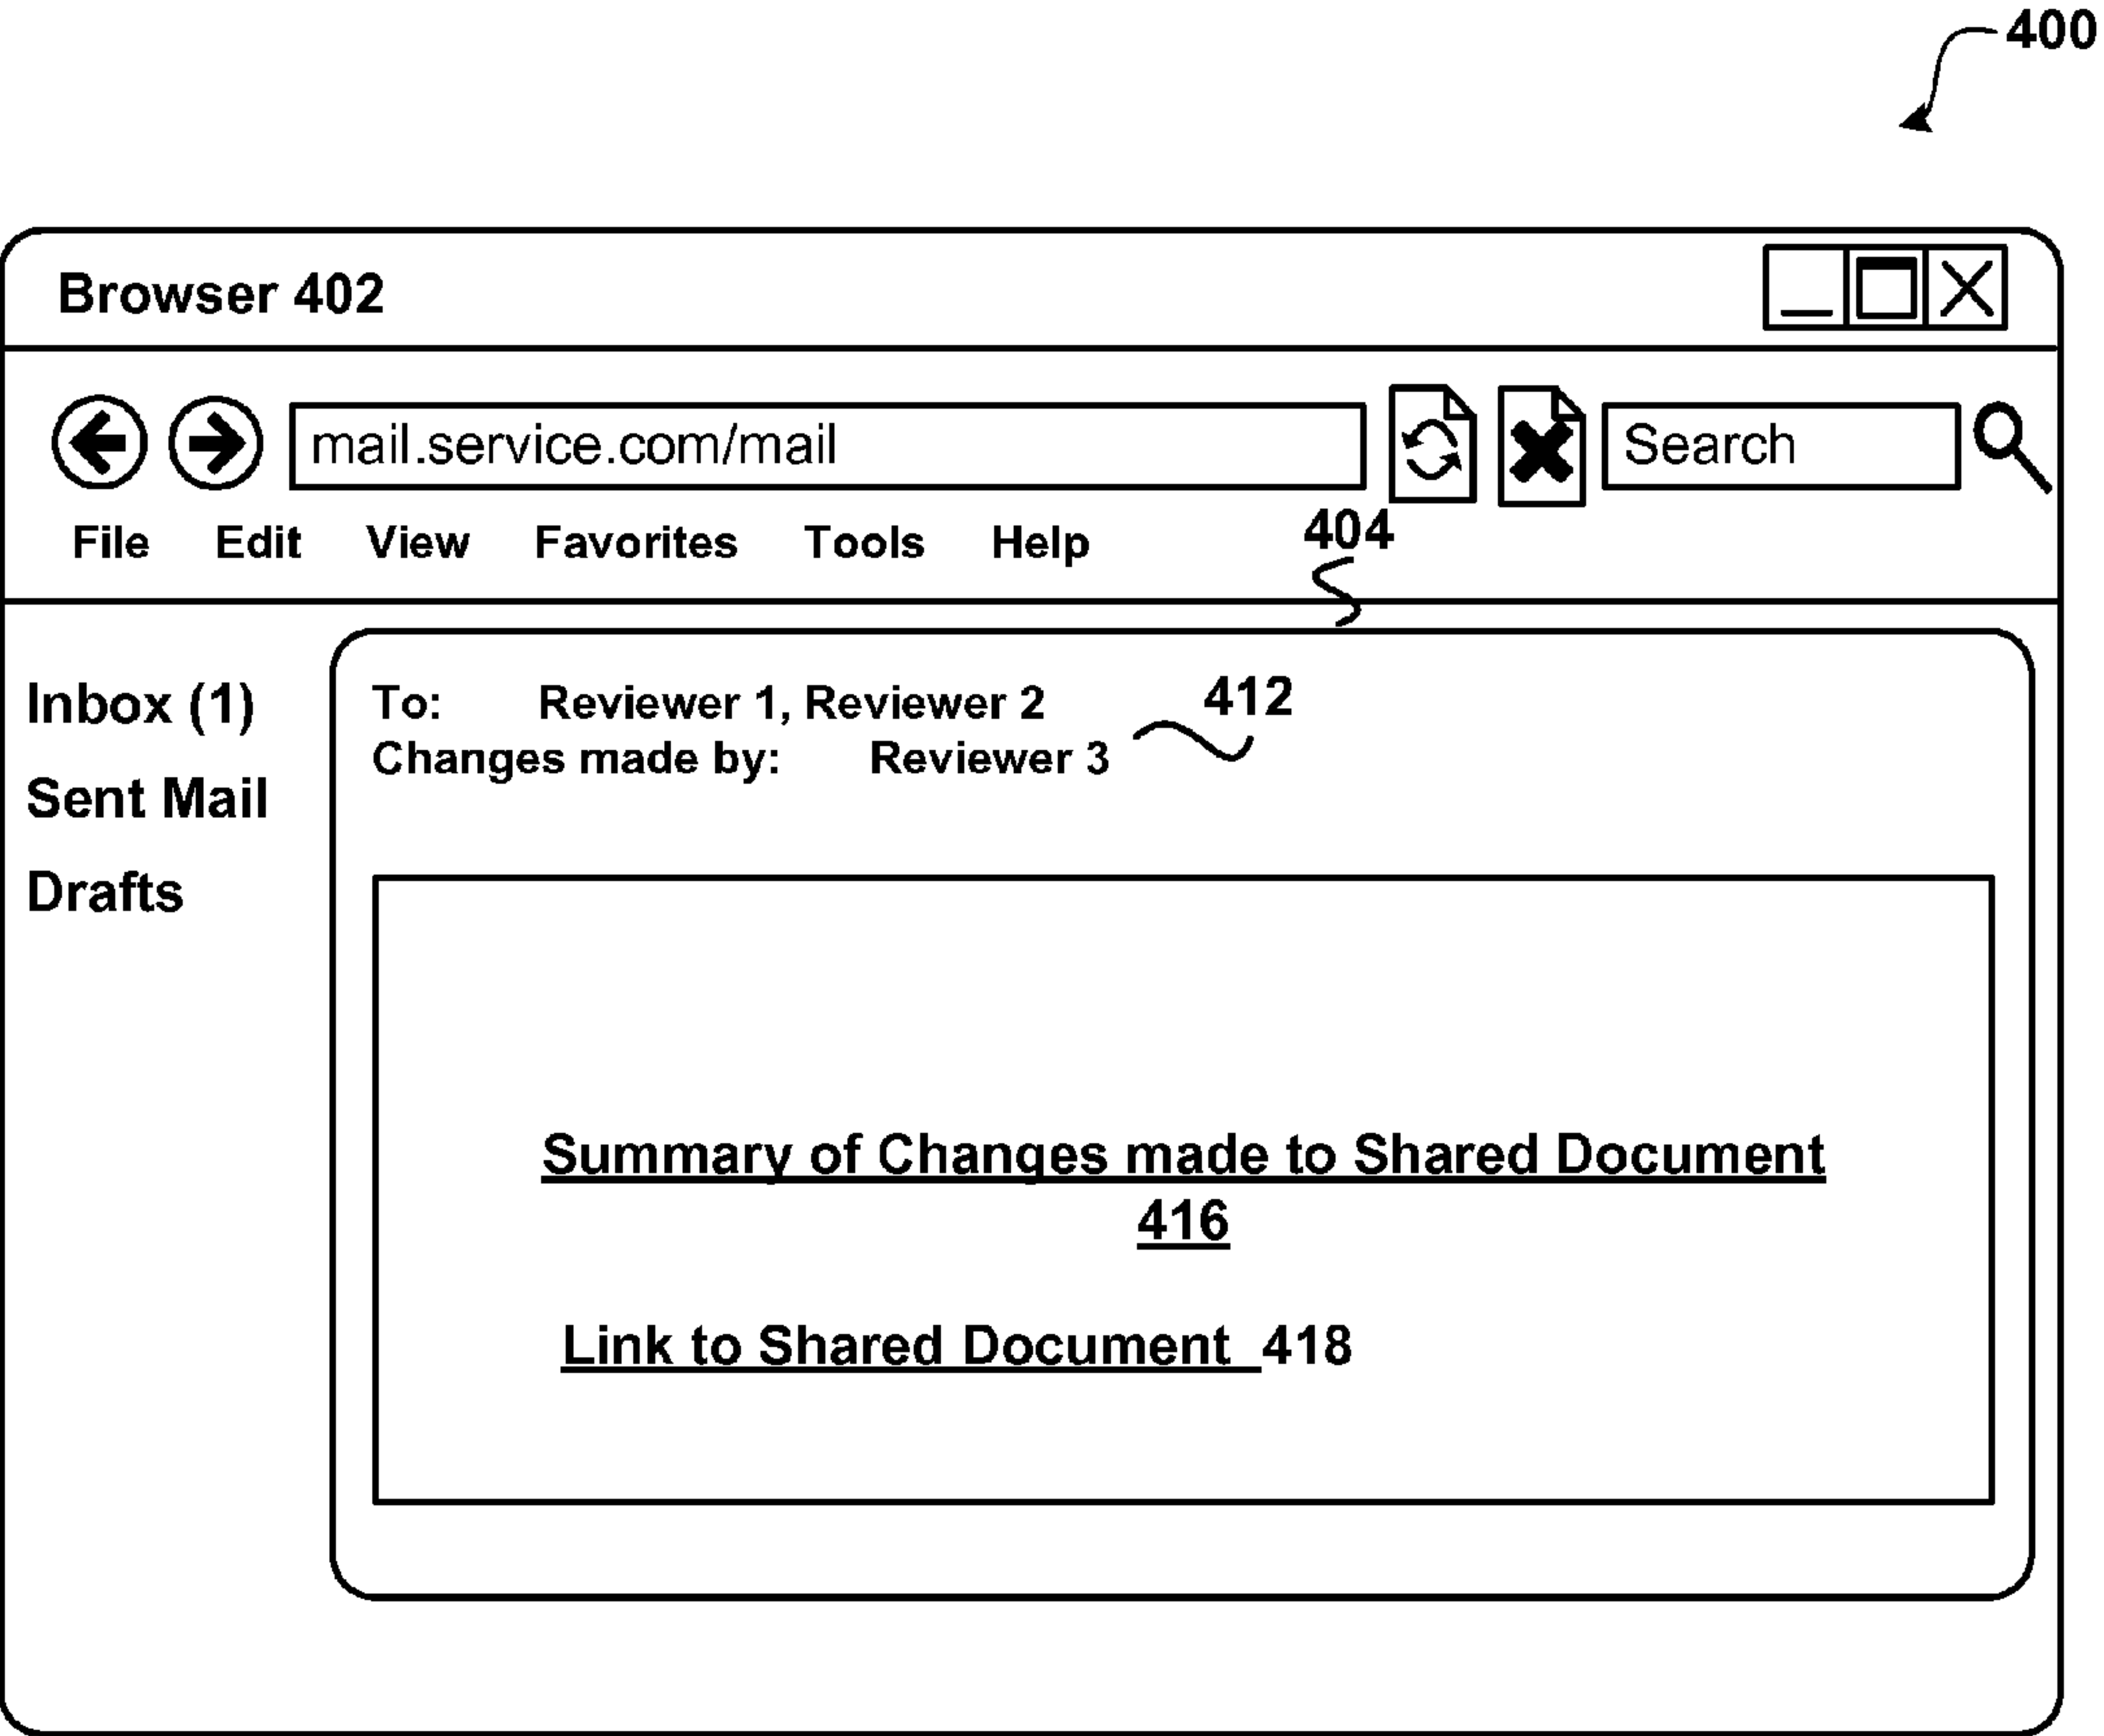 400
Browser 402
mail.service.com/mail
Search
File Edit View Favorites Tools Help
404
Inbox (1)
Sent Mail
Drafts
To: Reviewer 1, Reviewer 2
412
Changes made by: Reviewer 3
Summary of Changes made to Shared Document
416
Link to Shared Document 418